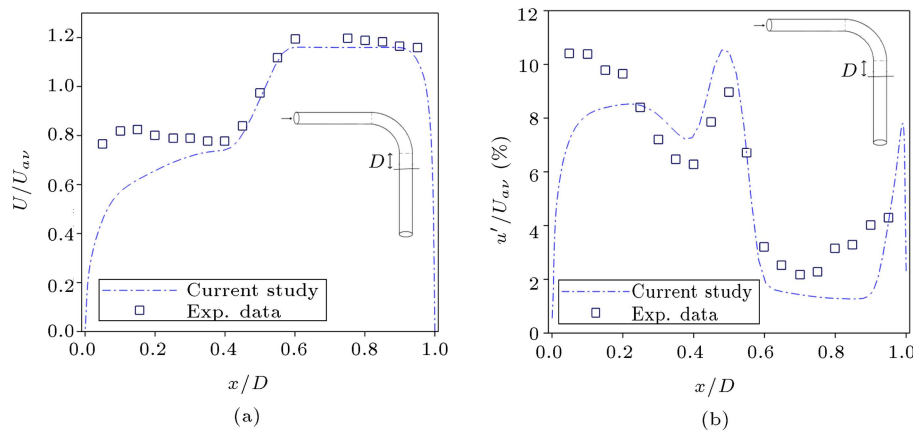 1.2
1.0
0.8
0.6
0.4
0.2
0.0
U/U_{av}
D
Current study
Exp. data
0.0 0.2 0.4 0.6 0.8 1.0
x/D
(a)
12
10
8
6
4
2
0
u′/U_{av} (%)
D
Current study
Exp. data
0.0 0.2 0.4 0.6 0.8 1.0
x/D
(b)